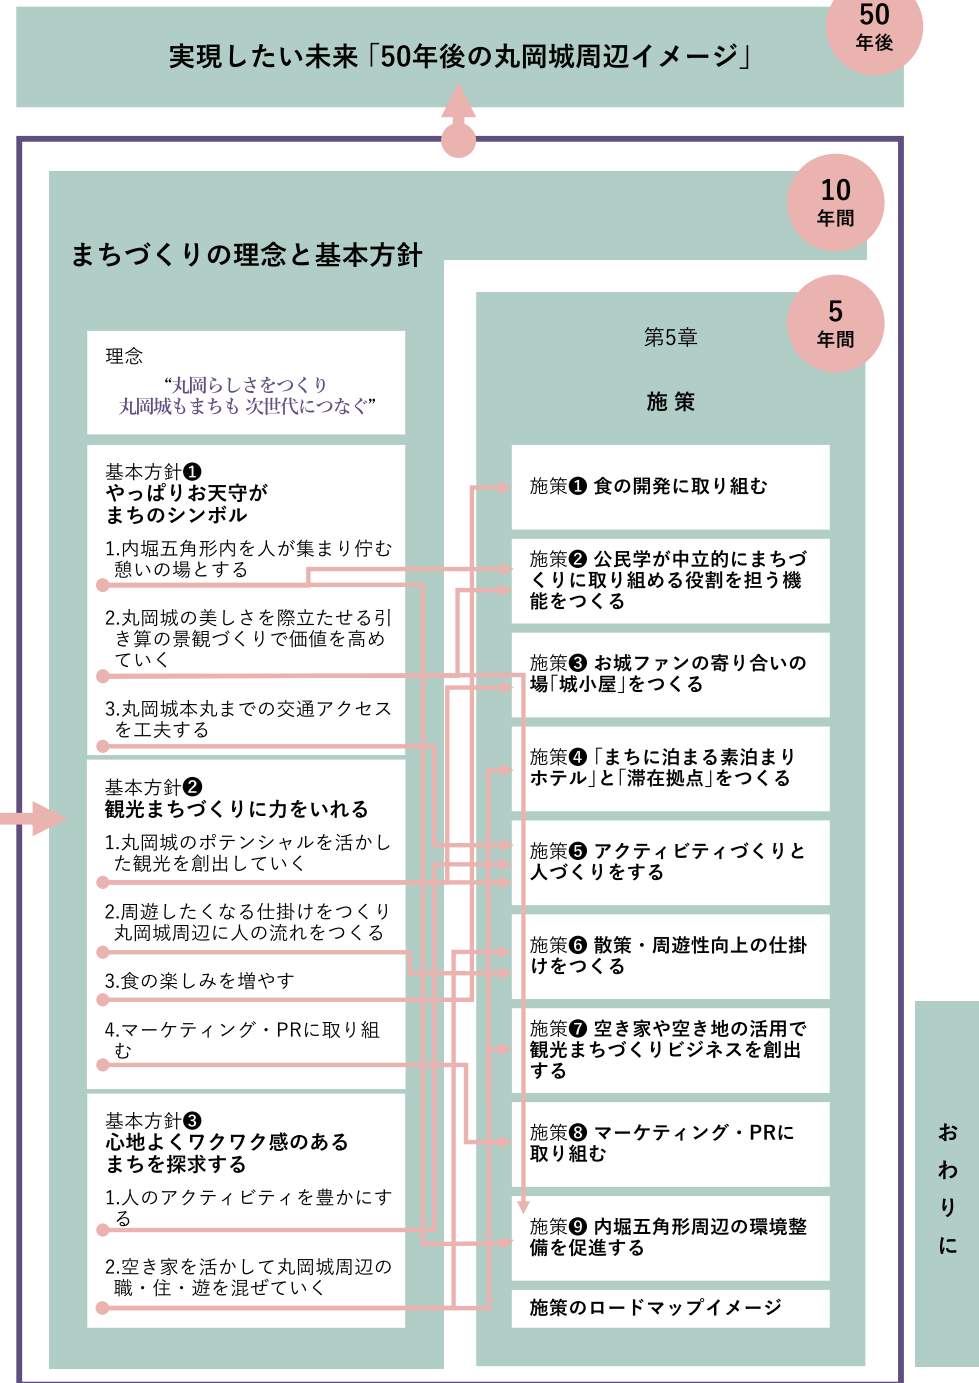 50
年後
実現したい未来「50年後の丸岡城周辺イメージ」
10
年間
まちづくりの理念と基本方針
理念
“丸岡らしさをつくり
丸岡城もまちも 次世代につなぐ”
基本方針❶
やっぱりお天守が
まちのシンボル
1.内堀五角形内を人が集まり佇む
憩いの場とする
2.丸岡城の美しさを際立たせる引
き算の景観づくりで価値を高め
ていく
3.丸岡城本丸までの交通アクセス
を工夫する
基本方針❷
観光まちづくりに力をいれる
1.丸岡城のポテンシャルを活かし
た観光を創出していく
2.周遊したくなる仕掛けをつくり
丸岡城周辺に人の流れをつくる
3.食の楽しみを増やす
4.マーケティング・PRに取り組
む
基本方針❸
心地よくワクワク感のある
まちを探求する
1.人のアクティビティを豊かにす
る
2.空き家を活かして丸岡城周辺の
職・住・遊を混ぜていく
5
年間
第5章
施 策
施策❶ 食の開発に取り組む
施策❷ 公民学が中立的にまちづ
くりに取り組める役割を担う機
能をつくる
施策❸ お城ファンの寄り合いの
場「城小屋」をつくる
施策❹「まちに泊まる素泊まり
ホテル」と「滞在拠点」をつくる
施策❺ アクティビティづくりと
人づくりをする
施策❻ 散策・周遊性向上の仕掛
けをつくる
施策❼ 空き家や空き地の活用で
観光まちづくりビジネスを創出
する
施策❽ マーケティング・PRに
取り組む
施策❾ 内堀五角形周辺の環境整
備を促進する
施策のロードマップイメージ
おわりに